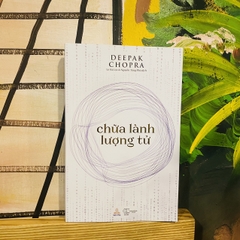 DEEPAK
CHOPRA
chữa lành
lượng tử